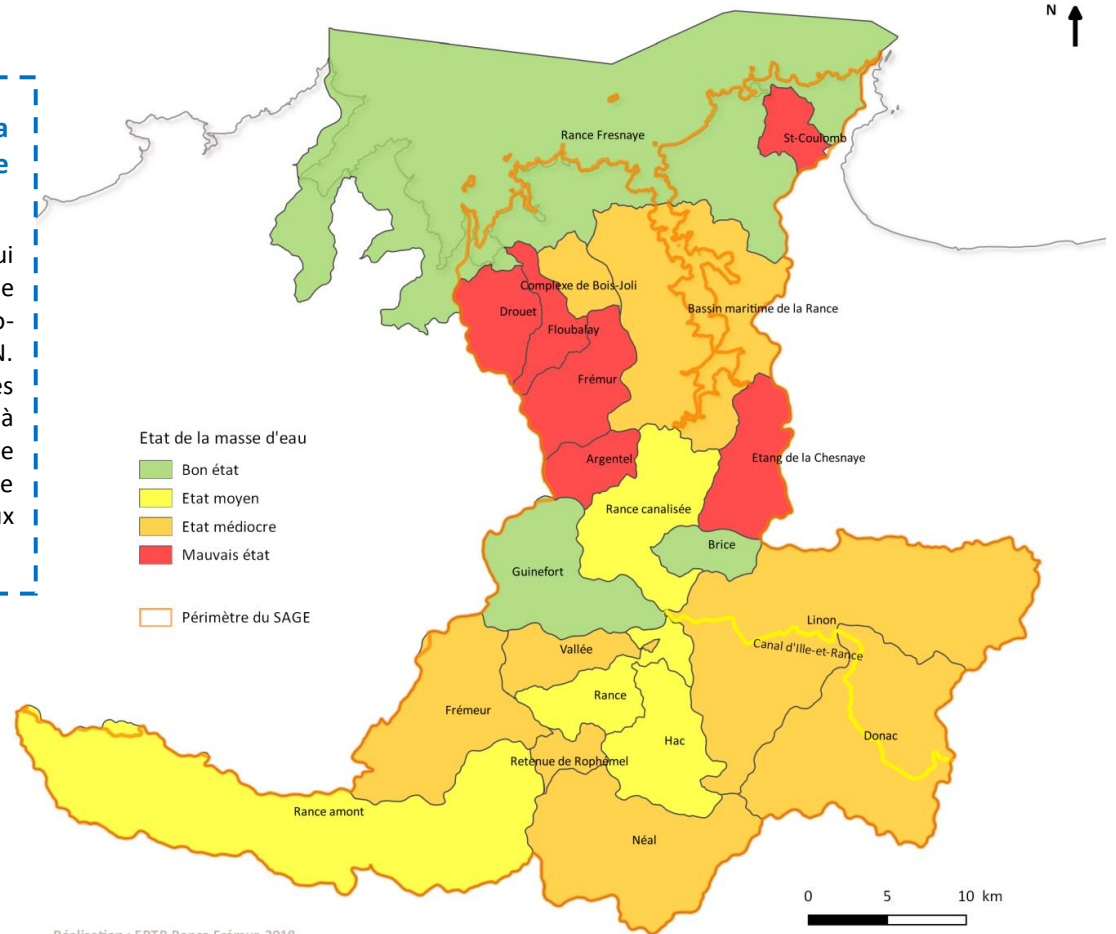 N
a
e
ui
e
p-
N.
es
à
e
e
ux
Rance Fresnaye
St-Coulomb
Complexe de Bois-Joli
Drouet
Floubalay
Bassin maritime de la Rance
Frémur
Argentel
Etang de la Chesnaye
Rance canalisée
Brice
Guinefort
Linon
Canal d'Ille-et-Rance
Vallée
Rance
Frémeur
Hac
Donac
Retenue de Rophémel
Rance amont
Néal
Etat de la masse d'eau
Bon état
Etat moyen
Etat médiocre
Mauvais état
Périmètre du SAGE
0 5 10 km